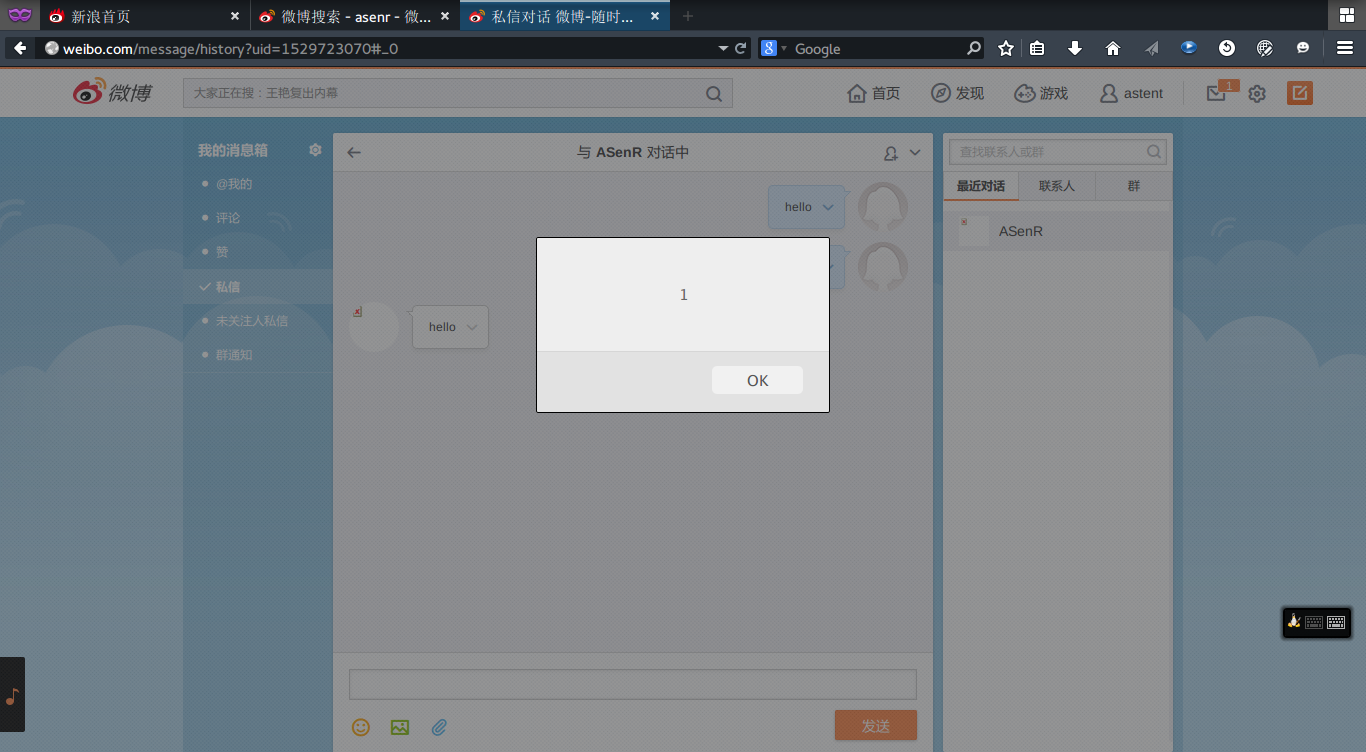 新浪首页
微博搜索 - asenr - 微...
私信对话 微博-随时...
weibo.com/message/history?uid=1529723070#_0
Google
微博
大家正在搜：王艳复出内幕
首页
发现
游戏
astent
1
我的消息箱
@我的
评论
赞
私信
未关注人私信
群通知
与 ASenR 对话中
hello
hello
1
OK
发送
查找联系人或群
最近对话
联系人
群
ASenR